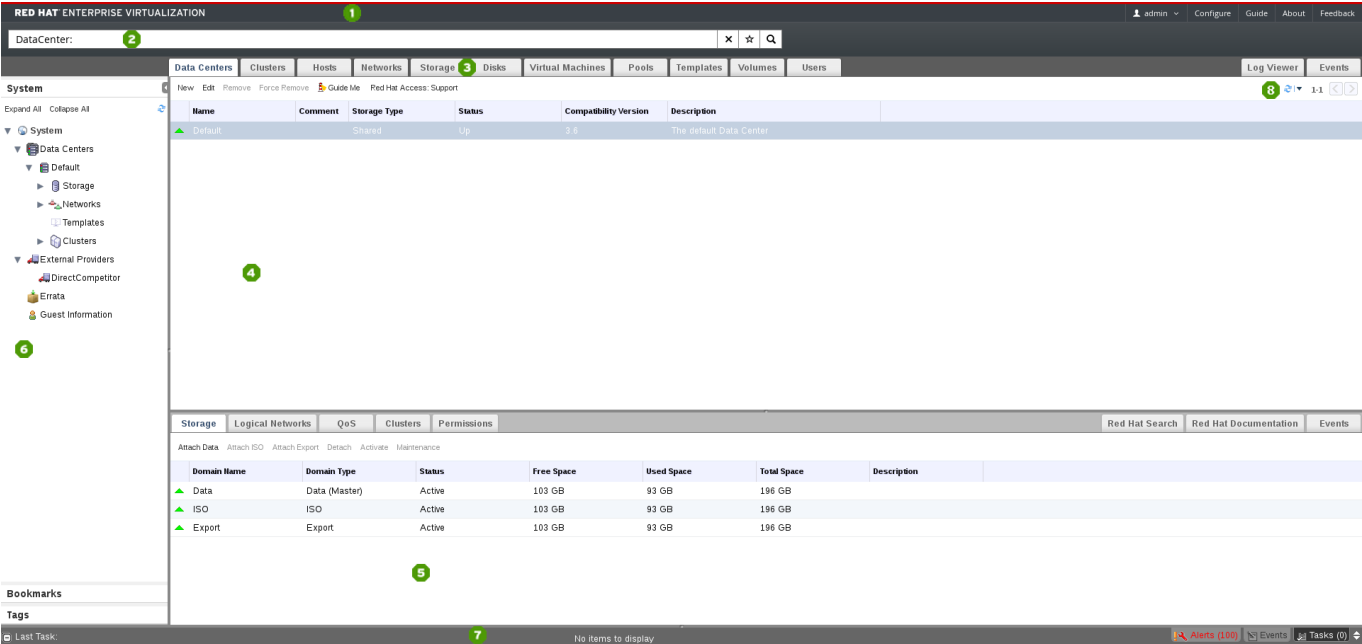 RED HAT ENTERPRISE VIRTUALIZATION 1 admin Configure Guide About Feedback
DataCenter: 2
Data Centers Clusters Hosts Networks Storage 3 Disks Virtual Machines Pools Templates Volumes Users Log Viewer Events
System
New Edit Remove Force Remove Guide Me Red Hat Access: Support 8 1-1
Expand All Collapse All
Name Comment Storage Type Status Compatibility Version Description
Default Shared Up 3.6 The default Data Center
System
Data Centers
Default
Storage
Networks
Templates
Clusters
External Providers
DirectCompetitor
Errata
Guest Information
4
6
Storage Logical Networks QoS Clusters Permissions Red Hat Search Red Hat Documentation Events
Attach Data Attach ISO Attach Export Detach Activate Maintenance
Domain Name Domain Type Status Free Space Used Space Total Space Description
Data Data (Master) Active 103 GB 93 GB 196 GB
ISO ISO Active 103 GB 93 GB 196 GB
Export Export Active 103 GB 93 GB 196 GB
5
Bookmarks
Tags
Last Task: 7 No items to display Alerts (100) Events Tasks (0)